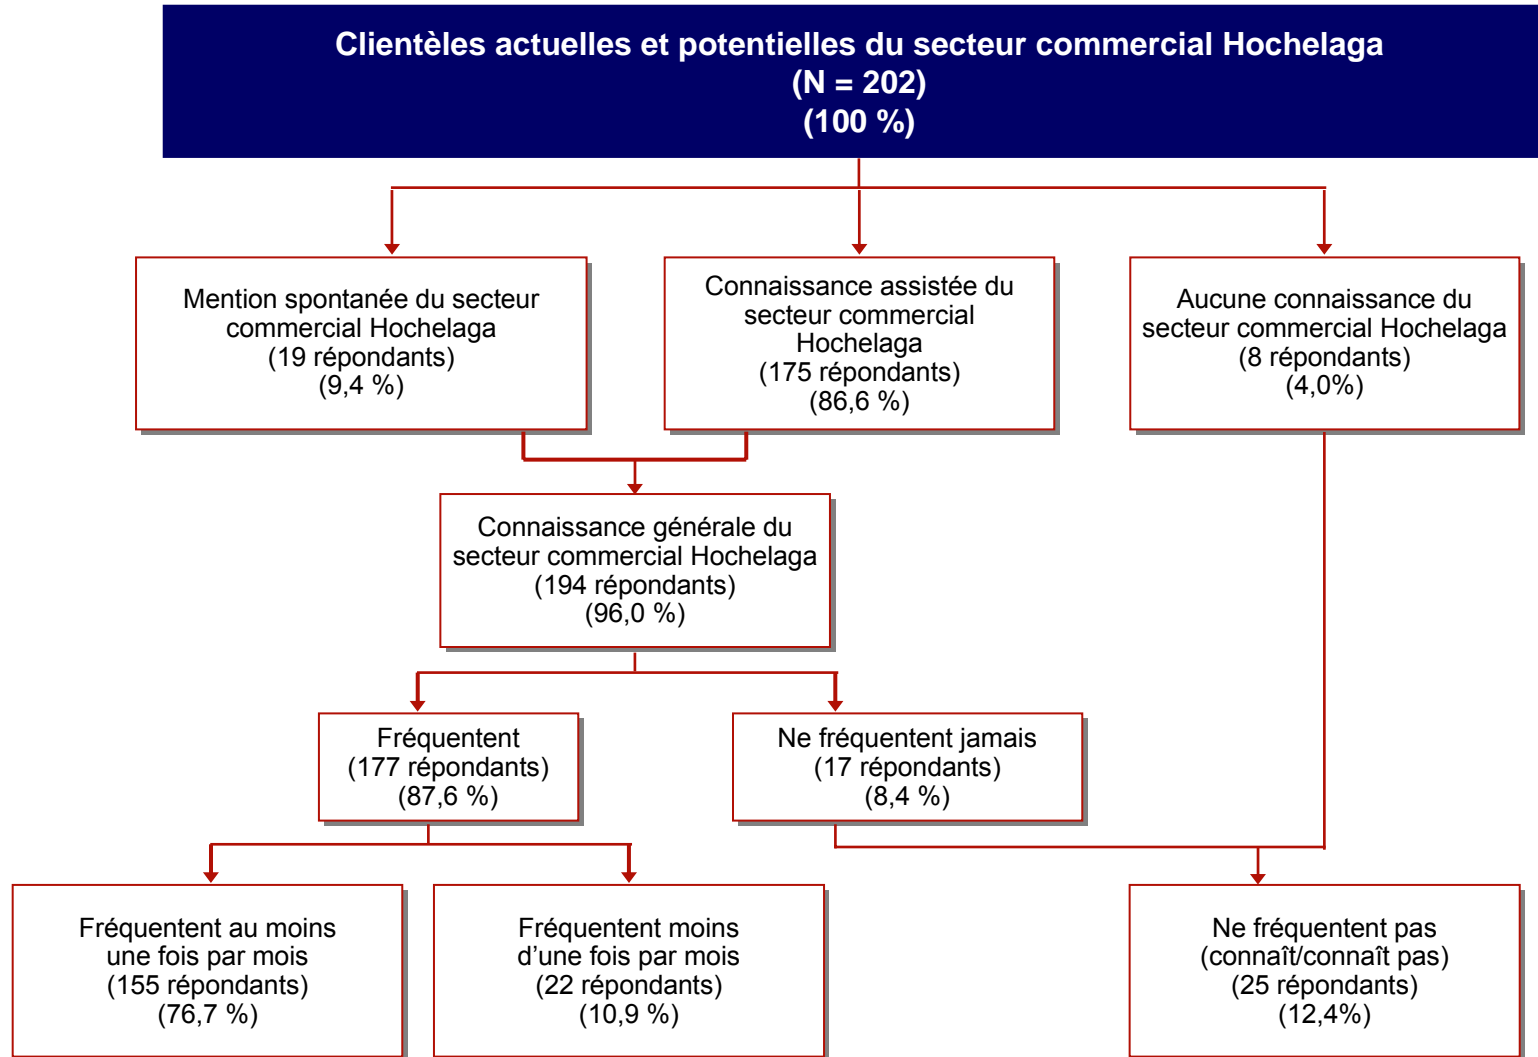 Clientèles actuelles et potentielles du secteur commercial Hochelaga
(N = 202)
(100 %)
Mention spontanée du secteur
commercial Hochelaga
(19 répondants)
(9,4 %)
Connaissance assistée du
secteur commercial
Hochelaga
(175 répondants)
(86,6 %)
Aucune connaissance du
secteur commercial Hochelaga
(8 répondants)
(4,0%)
Connaissance générale du
secteur commercial Hochelaga
(194 répondants)
(96,0 %)
Fréquentent
(177 répondants)
(87,6 %)
Ne fréquentent jamais
(17 répondants)
(8,4 %)
Fréquentent au moins
une fois par mois
(155 répondants)
(76,7 %)
Fréquentent moins
d’une fois par mois
(22 répondants)
(10,9 %)
Ne fréquentent pas
(connaît/connaît pas)
(25 répondants)
(12,4%)